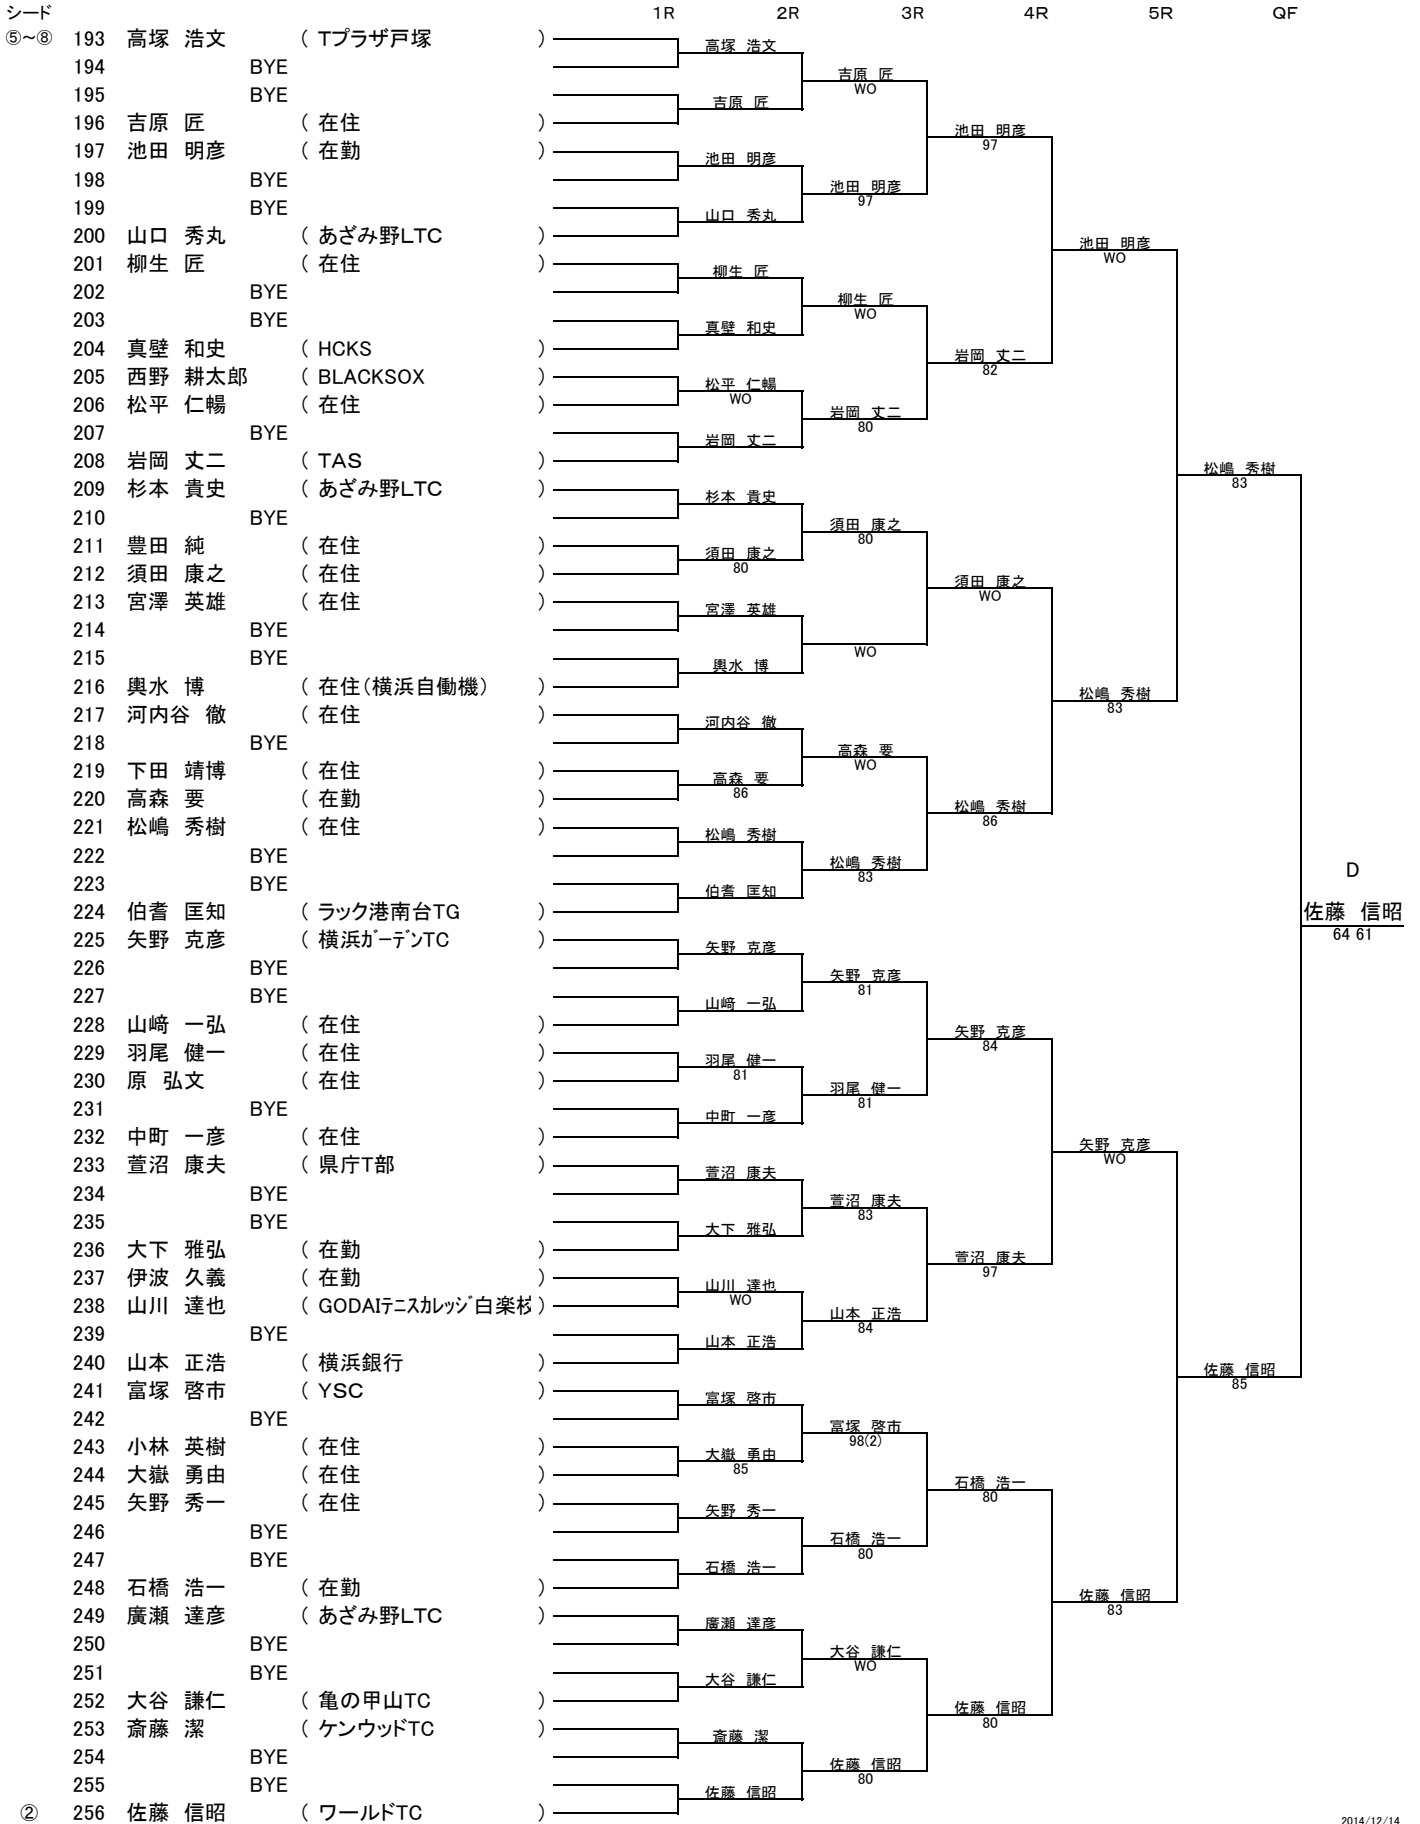 シード 1R 2R 3R 4R 5R QF
⑤~⑧ 193 高塚 浩文 ( Tプラザ戸塚 )
高塚 浩文
194 BYE
吉原 匠
WO
195 BYE
吉原 匠
196 吉原 匠 ( 在住 )
池田 明彦
97
197 池田 明彦 ( 在勤 )
池田 明彦
198 BYE
池田 明彦
97
199 BYE
山口 秀丸
200 山口 秀丸 ( あざみ野LTC )
池田 明彦
WO
201 柳生 匠 ( 在住 )
柳生 匠
202 BYE
柳生 匠
WO
203 BYE
真壁 和史
204 真壁 和史 ( HCKS )
岩岡 丈二
82
205 西野 耕太郎 ( BLACKSOX )
松平 仁暢
WO
206 松平 仁暢 ( 在住 )
岩岡 丈二
80
207 BYE
岩岡 丈二
208 岩岡 丈二 ( TAS )
松嶋 秀樹
83
209 杉本 貴史 ( あざみ野LTC )
杉本 貴史
210 BYE
須田 康之
80
211 豊田 純 ( 在住 )
須田 康之
80
212 須田 康之 ( 在住 )
須田 康之
WO
213 宮澤 英雄 ( 在住 )
宮澤 英雄
214 BYE
WO
215 BYE
輿水 博
216 輿水 博 ( 在住(横浜自働機) )
松嶋 秀樹
83
217 河内谷 徹 ( 在住 )
河内谷 徹
218 BYE
高森 要
WO
219 下田 靖博 ( 在住 )
高森 要
86
220 高森 要 ( 在勤 )
松嶋 秀樹
86
221 松嶋 秀樹 ( 在住 )
松嶋 秀樹
222 BYE
松嶋 秀樹
83
223 BYE
D
伯耆 匡知
224 伯耆 匡知 ( ラック港南台TG )
佐藤 信昭
64 61
225 矢野 克彦 ( 横浜ガーデンTC )
矢野 克彦
226 BYE
矢野 克彦
81
227 BYE
山﨑 一弘
228 山﨑 一弘 ( 在住 )
矢野 克彦
84
229 羽尾 健一 ( 在住 )
羽尾 健一
81
230 原 弘文 ( 在住 )
羽尾 健一
81
231 BYE
中町 一彦
232 中町 一彦 ( 在住 )
矢野 克彦
WO
233 萱沼 康夫 ( 県庁T部 )
萱沼 康夫
234 BYE
萱沼 康夫
83
235 BYE
大下 雅弘
236 大下 雅弘 ( 在勤 )
萱沼 康夫
97
237 伊波 久義 ( 在勤 )
山川 達也
WO
238 山川 達也 ( GODAIテニスカレッジ白楽校 )
山本 正浩
84
239 BYE
山本 正浩
240 山本 正浩 ( 横浜銀行 )
佐藤 信昭
85
241 富塚 啓市 ( YSC )
富塚 啓市
242 BYE
富塚 啓市
98(2)
243 小林 英樹 ( 在住 )
大嶽 勇由
85
244 大嶽 勇由 ( 在住 )
石橋 浩一
80
245 矢野 秀一 ( 在住 )
矢野 秀一
246 BYE
石橋 浩一
80
247 BYE
石橋 浩一
248 石橋 浩一 ( 在勤 )
佐藤 信昭
83
249 廣瀬 達彦 ( あざみ野LTC )
廣瀬 達彦
250 BYE
大谷 謙仁
WO
251 BYE
大谷 謙仁
252 大谷 謙仁 ( 亀の甲山TC )
佐藤 信昭
80
253 斎藤 潔 ( ケンウッドTC )
斎藤 潔
254 BYE
佐藤 信昭
80
255 BYE
佐藤 信昭
② 256 佐藤 信昭 ( ワールドTC )
2014/12/14